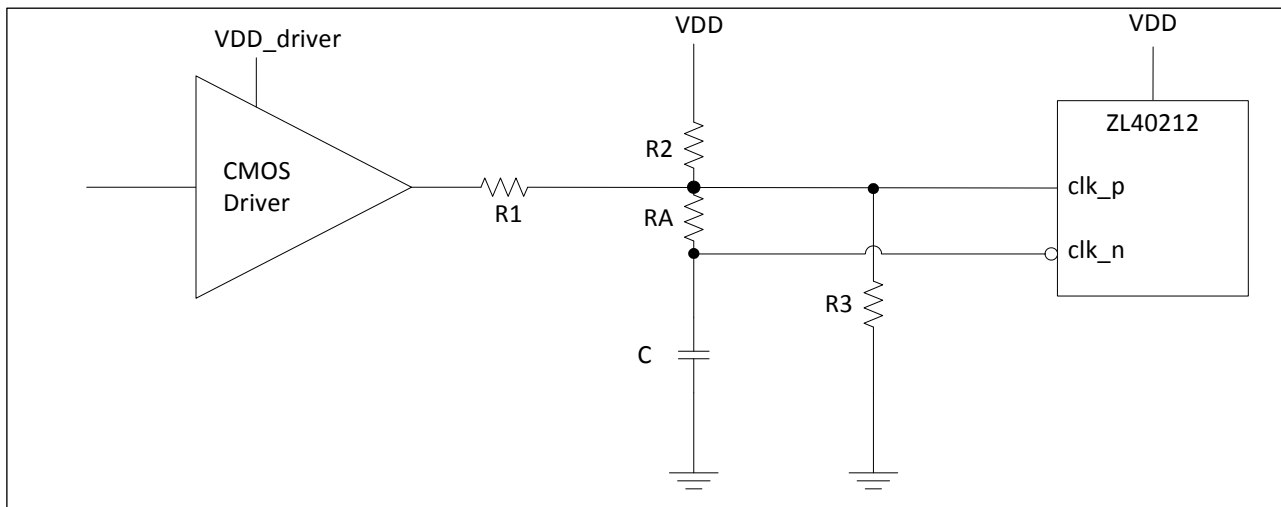 VDD_driver
VDD
VDD
ZL40212
R2
CMOS
Driver
clk_p
R1
RA
clk_n
R3
C